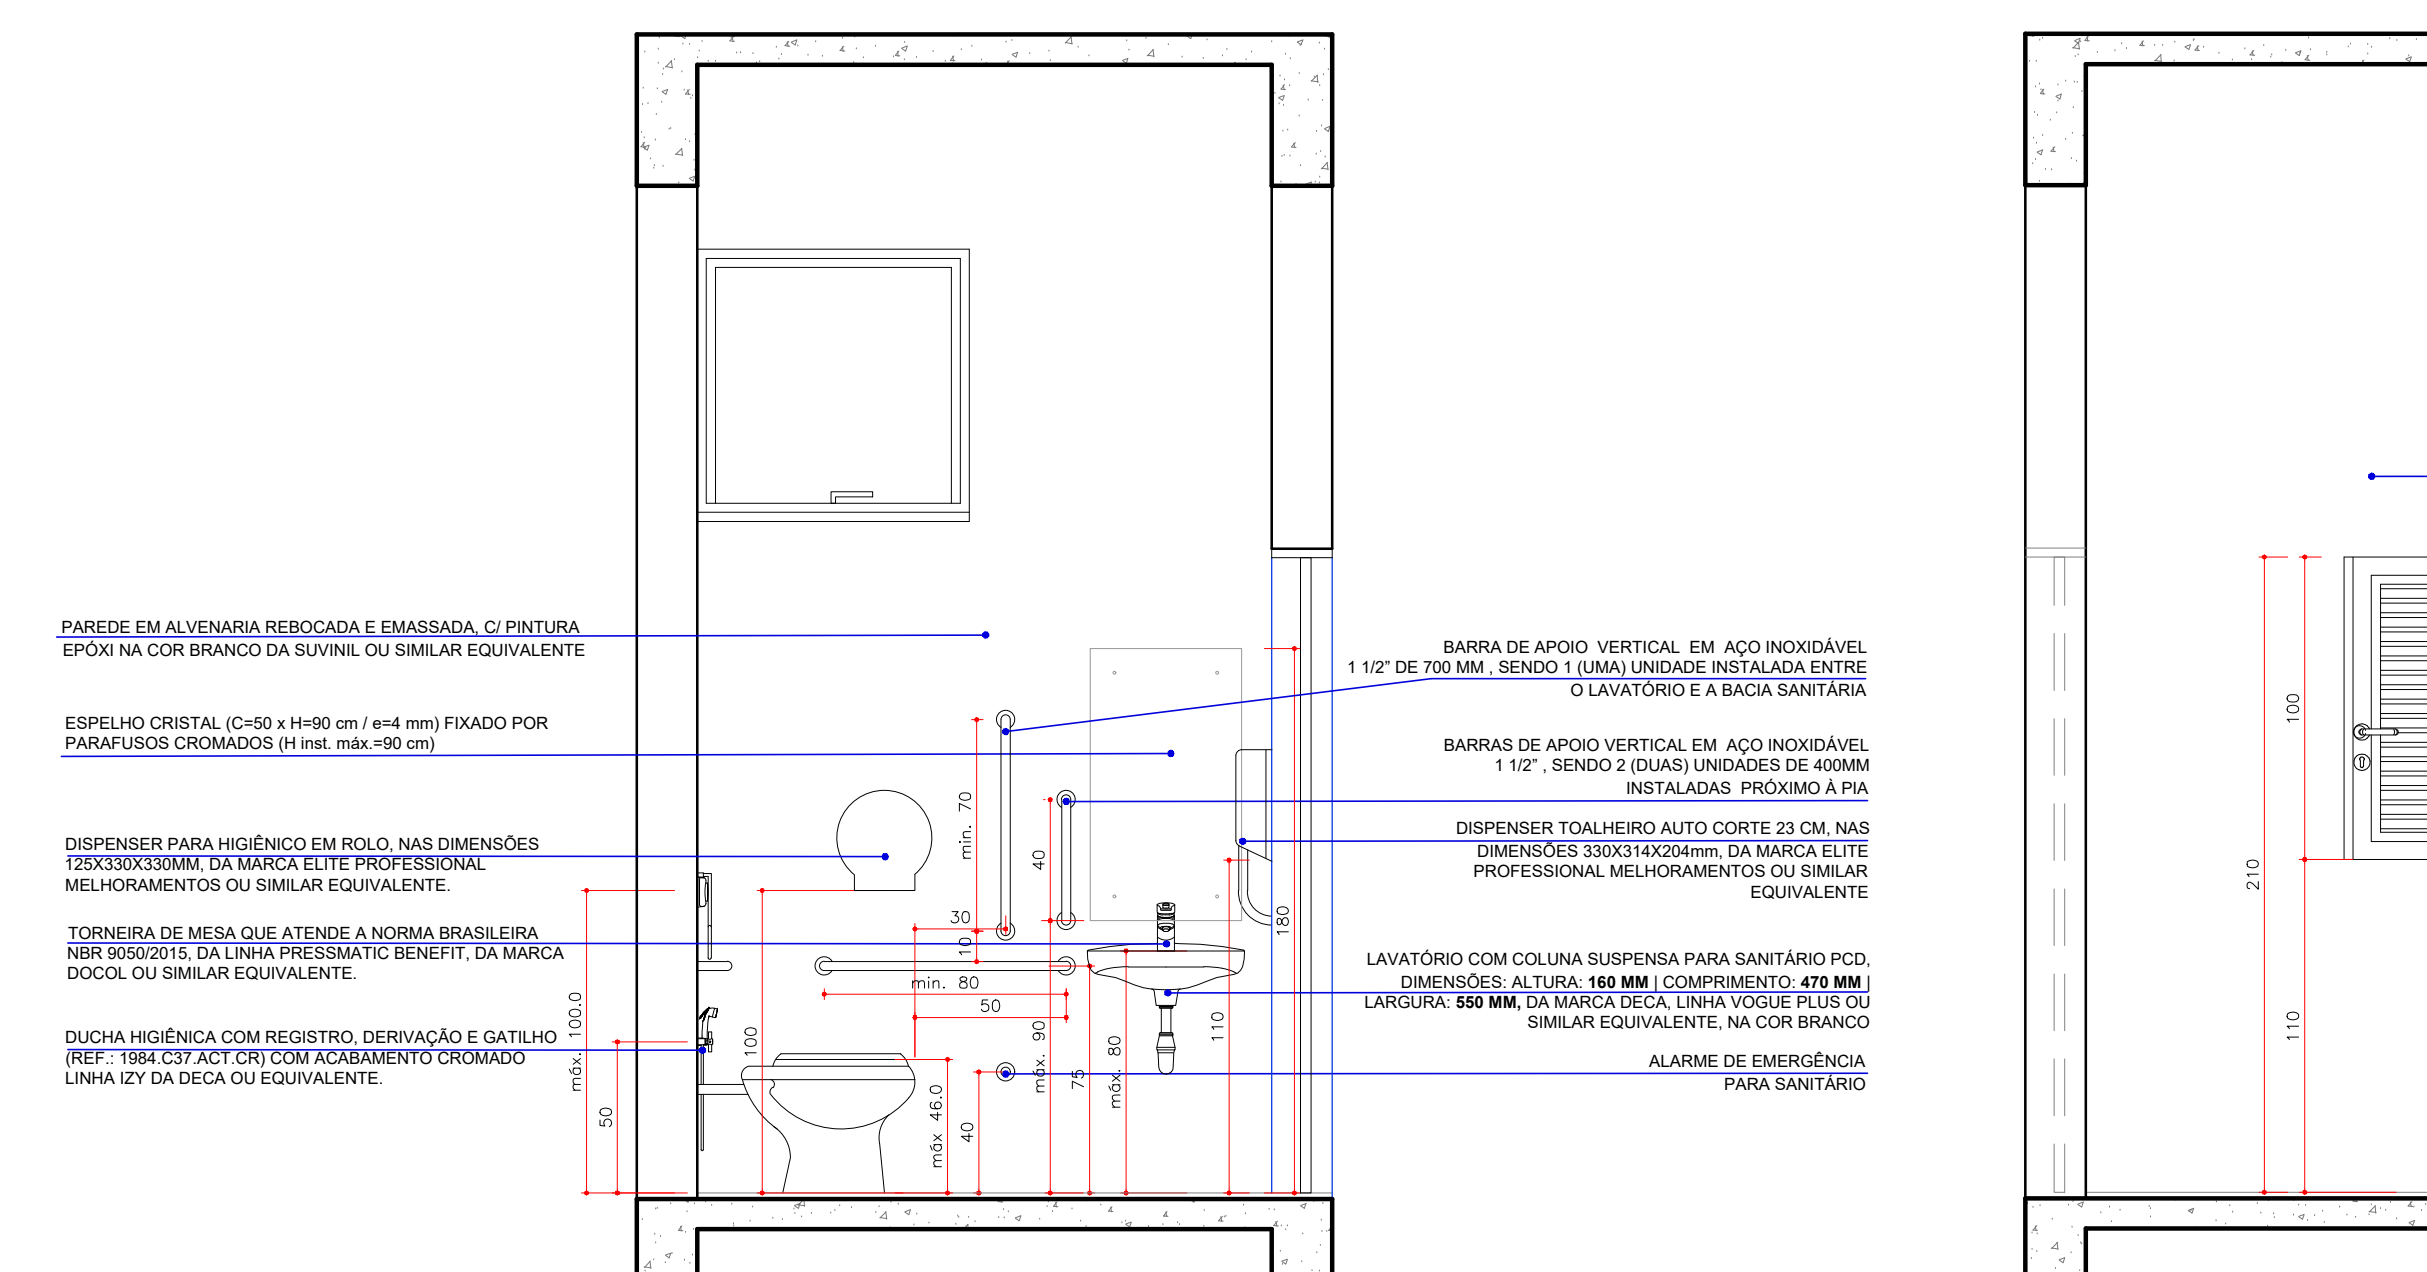 PAREDE EM ALVENARIA REBOCADA E EMASSADA, C/ PINTURA
EPÓXI NA COR BRANCO DA SUVINIL OU SIMILAR EQUIVALENTE
ESPELHO CRISTAL (C=50 x H=90 cm / e=4 mm) FIXADO POR
PARAFUSOS CROMADOS (H inst. máx.=90 cm)
DISPENSER PARA HIGIÊNICO EM ROLO, NAS DIMENSÕES
125X330X330MM, DA MARCA ELITE PROFESSIONAL
MELHORAMENTOS OU SIMILAR EQUIVALENTE.
TORNEIRA DE MESA QUE ATENDE A NORMA BRASILEIRA
NBR 9050/2015, DA LINHA PRESSMATIC BENEFIT, DA MARCA
DOCOL OU SIMILAR EQUIVALENTE.
DUCHA HIGIÊNICA COM REGISTRO, DERIVAÇÃO E GATILHO
(REF.: 1984.C37.ACT.CR) COM ACABAMENTO CROMADO
LINHA IZY DA DECA OU EQUIVALENTE.
máx. 100.0
50
100
min. 70
40
30
10
min. 80
50
máx 46.0
40
máx. 90
75
máx. 80
110
180
BARRA DE APOIO VERTICAL EM AÇO INOXIDÁVEL
1 1/2” DE 700 MM , SENDO 1 (UMA) UNIDADE INSTALADA ENTRE
O LAVATÓRIO E A BACIA SANITÁRIA
BARRAS DE APOIO VERTICAL EM AÇO INOXIDÁVEL
1 1/2” , SENDO 2 (DUAS) UNIDADES DE 400MM
INSTALADAS PRÓXIMO À PIA
DISPENSER TOALHEIRO AUTO CORTE 23 CM, NAS
DIMENSÕES 330X314X204mm, DA MARCA ELITE
PROFESSIONAL MELHORAMENTOS OU SIMILAR
EQUIVALENTE
LAVATÓRIO COM COLUNA SUSPENSA PARA SANITÁRIO PCD,
DIMENSÕES: ALTURA: 160 MM | COMPRIMENTO: 470 MM |
LARGURA: 550 MM, DA MARCA DECA, LINHA VOGUE PLUS OU
SIMILAR EQUIVALENTE, NA COR BRANCO
ALARME DE EMERGÊNCIA
PARA SANITÁRIO
210
100
110